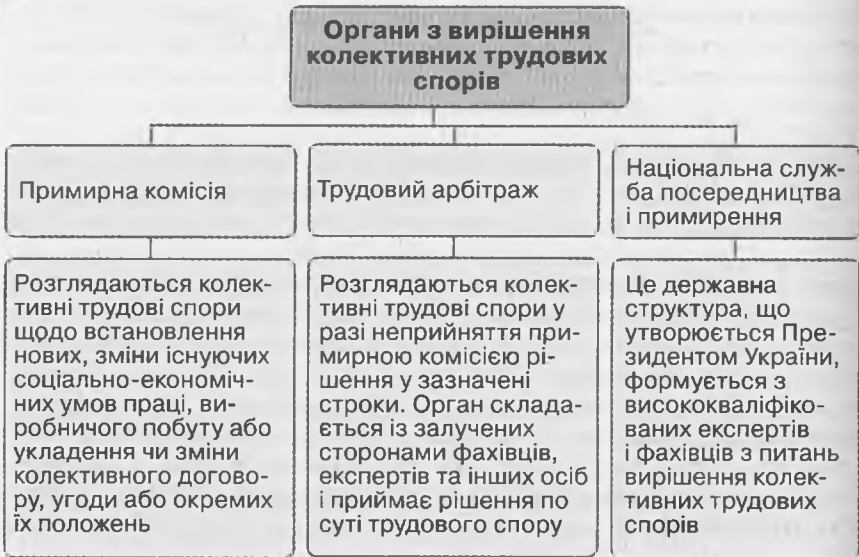 Органи з вирішення
колективних трудових
спорів
Примирна комісія
Трудовий арбітраж
Національна служ-
ба посередництва
і примирення
Розглядаються колек-
тивні трудові спори
щодо встановлення
нових, зміни існуючих
соціально-економіч-
них умов праці, ви-
робничого побуту або
укладення чи зміни
колективного догово-
ру, угоди або окремих
їх положень
Розглядаються колек-
тивні трудові спори у
разі неприйняття при-
мирною комісією рі-
шення у зазначені
строки. Орган склада-
ється із залучених
сторонами фахівців,
експертів та інших осіб
і приймає рішення по
суті трудового спору
Це державна
структура, що
утворюється Пре-
зидентом України,
формується з
висококваліфіко-
ваних експертів
і фахівців з питань
вирішення колек-
тивних трудових
спорів